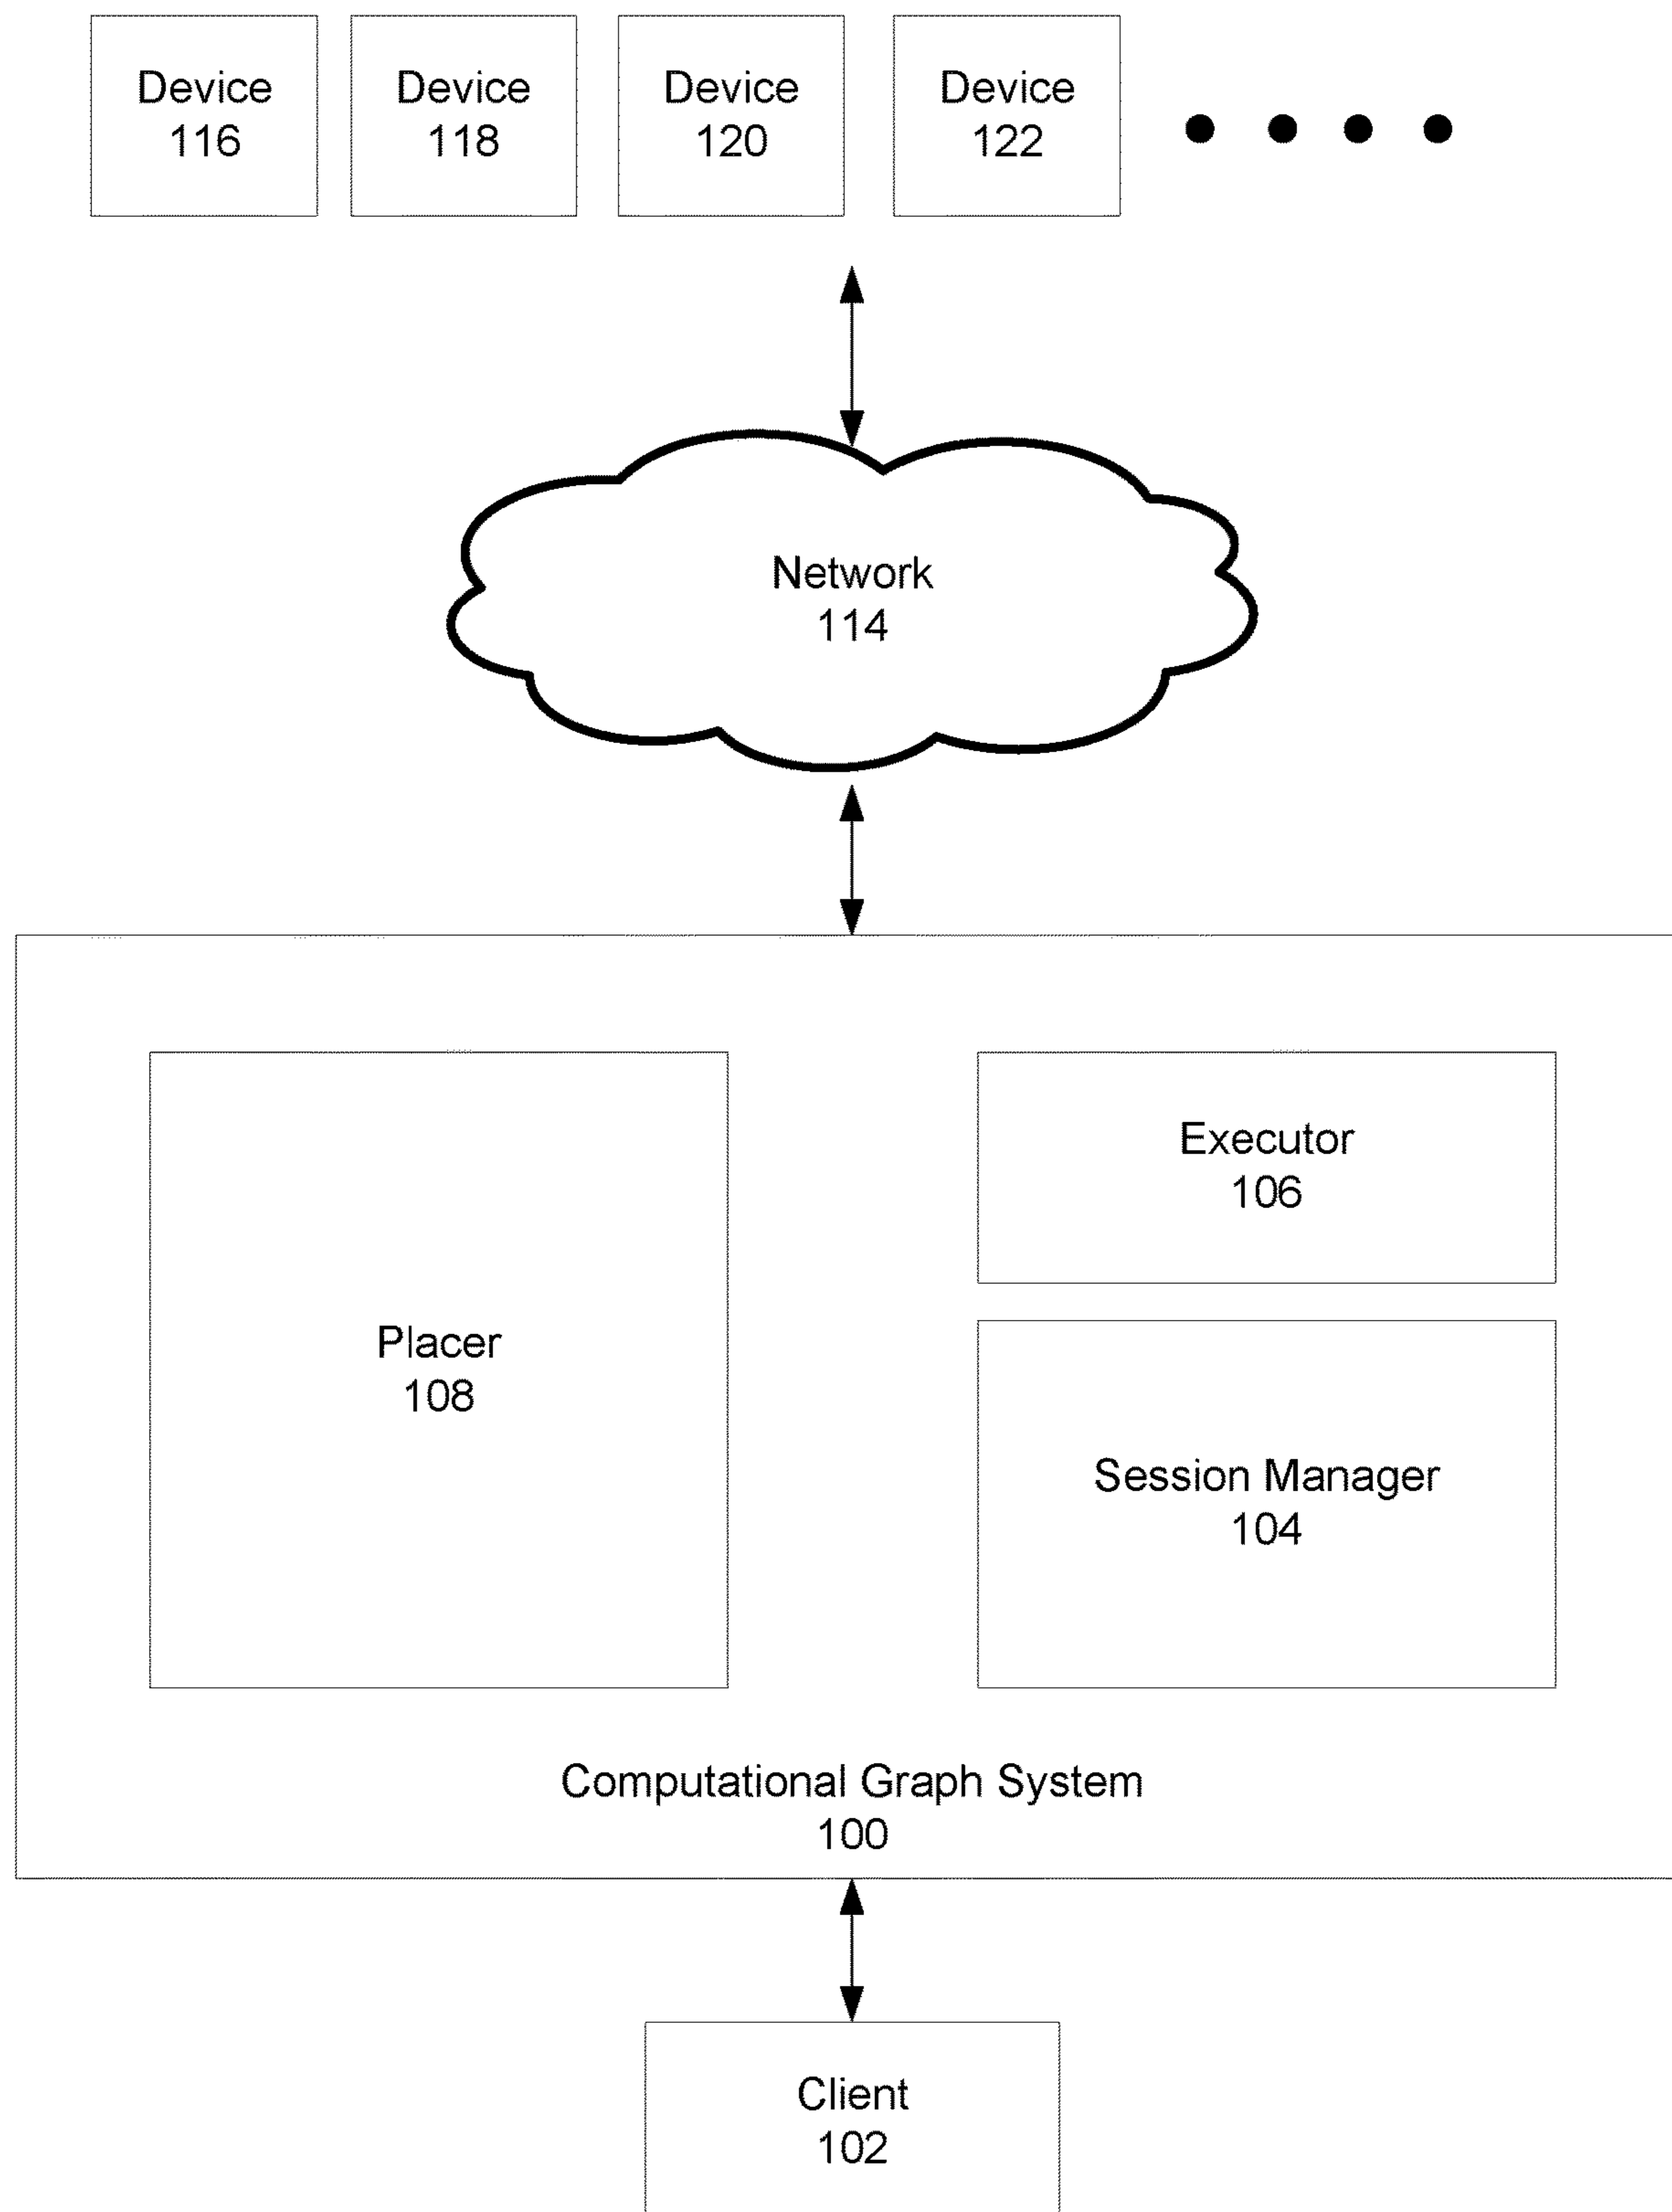 Device
116
Device
118
Device
120
Device
122
Network
114
Placer
108
Executor
106
Session Manager
104
Computational Graph System
100
Client
102